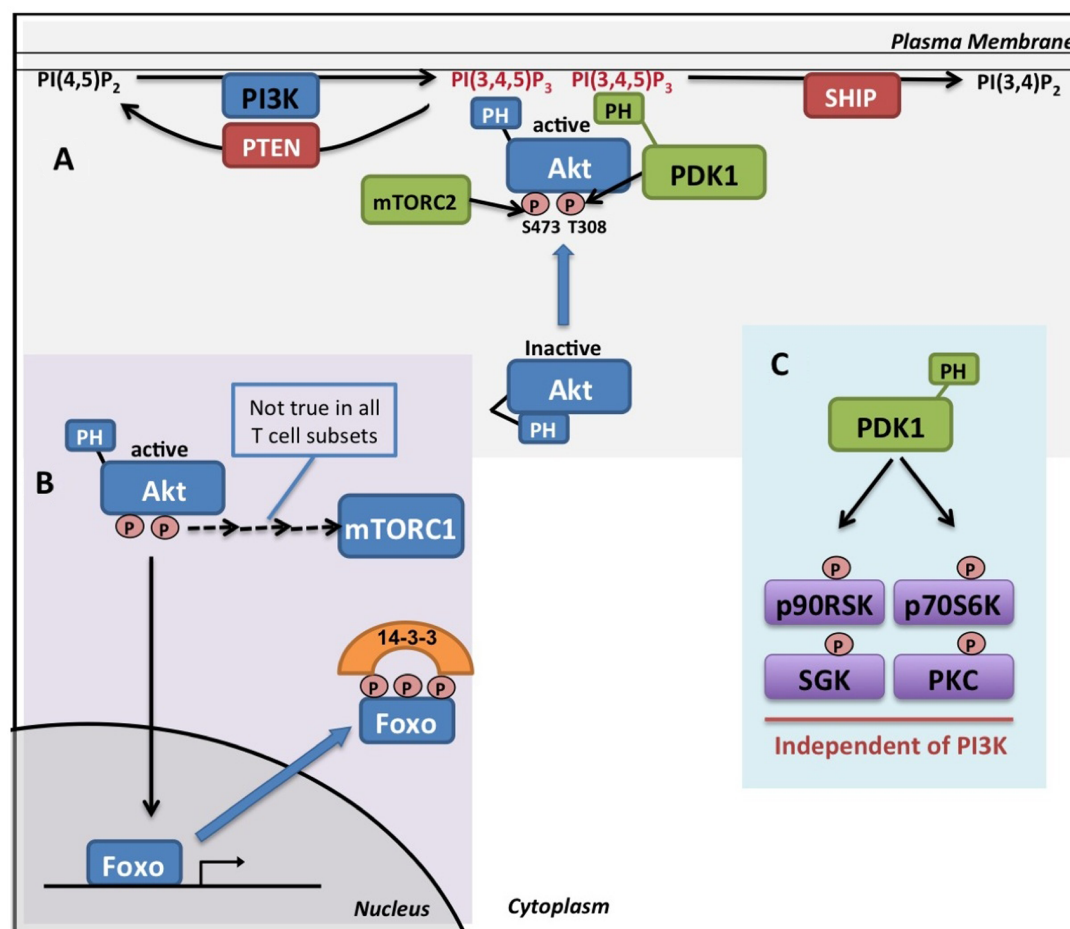 Plasma Membrane
PI(4,5)P₂
PI3K
PTEN
PI(3,4,5)P₃
PI(3,4,5)P₃
SHIP
PI(3,4)P₂
A
PH
active
Akt
PH
PDK1
mTORC2
P
P
S473 T308
Inactive
Akt
PH
B
PH
active
Akt
P
P
Not true in all
T cell subsets
mTORC1
14-3-3
P
P
P
Foxo
Foxo
Nucleus
Cytoplasm
C
PH
PDK1
P
P
p90RSK
p70S6K
P
P
SGK
PKC
Independent of PI3K